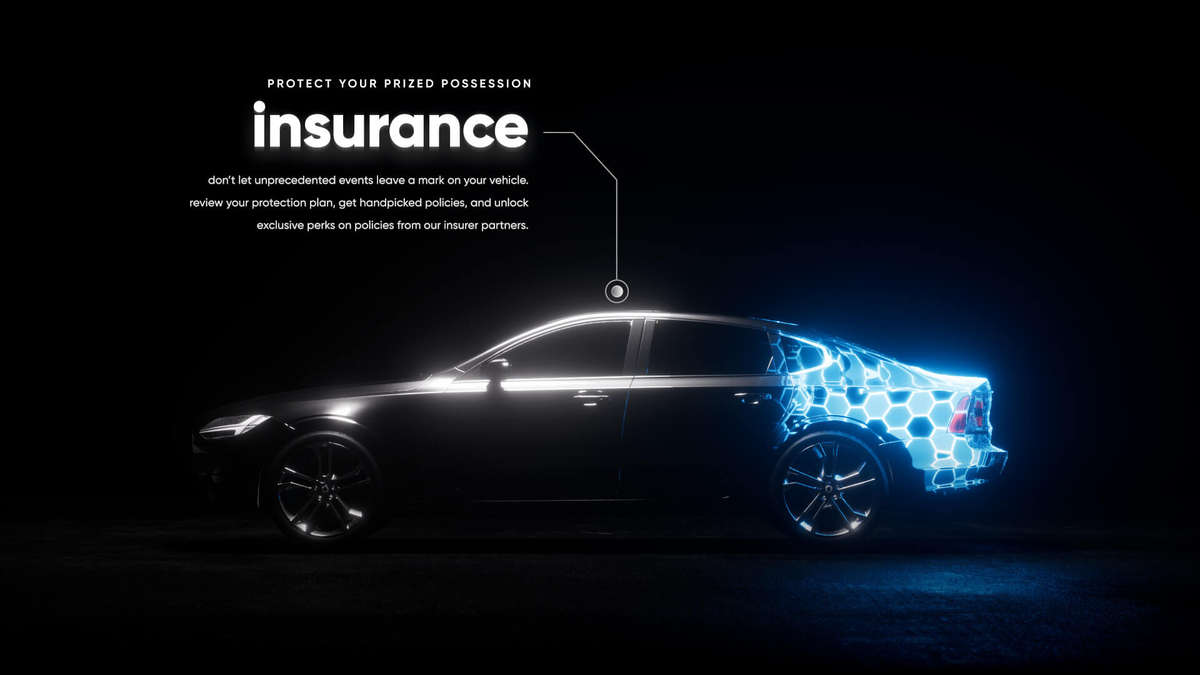 PROTECT YOUR PRIZED POSSESSION
insurance
don't let unprecedented events leave a mark on your vehicle.
review your protection plan, get handpicked policies, and unlock
exclusive perks on policies from our insurer partners.